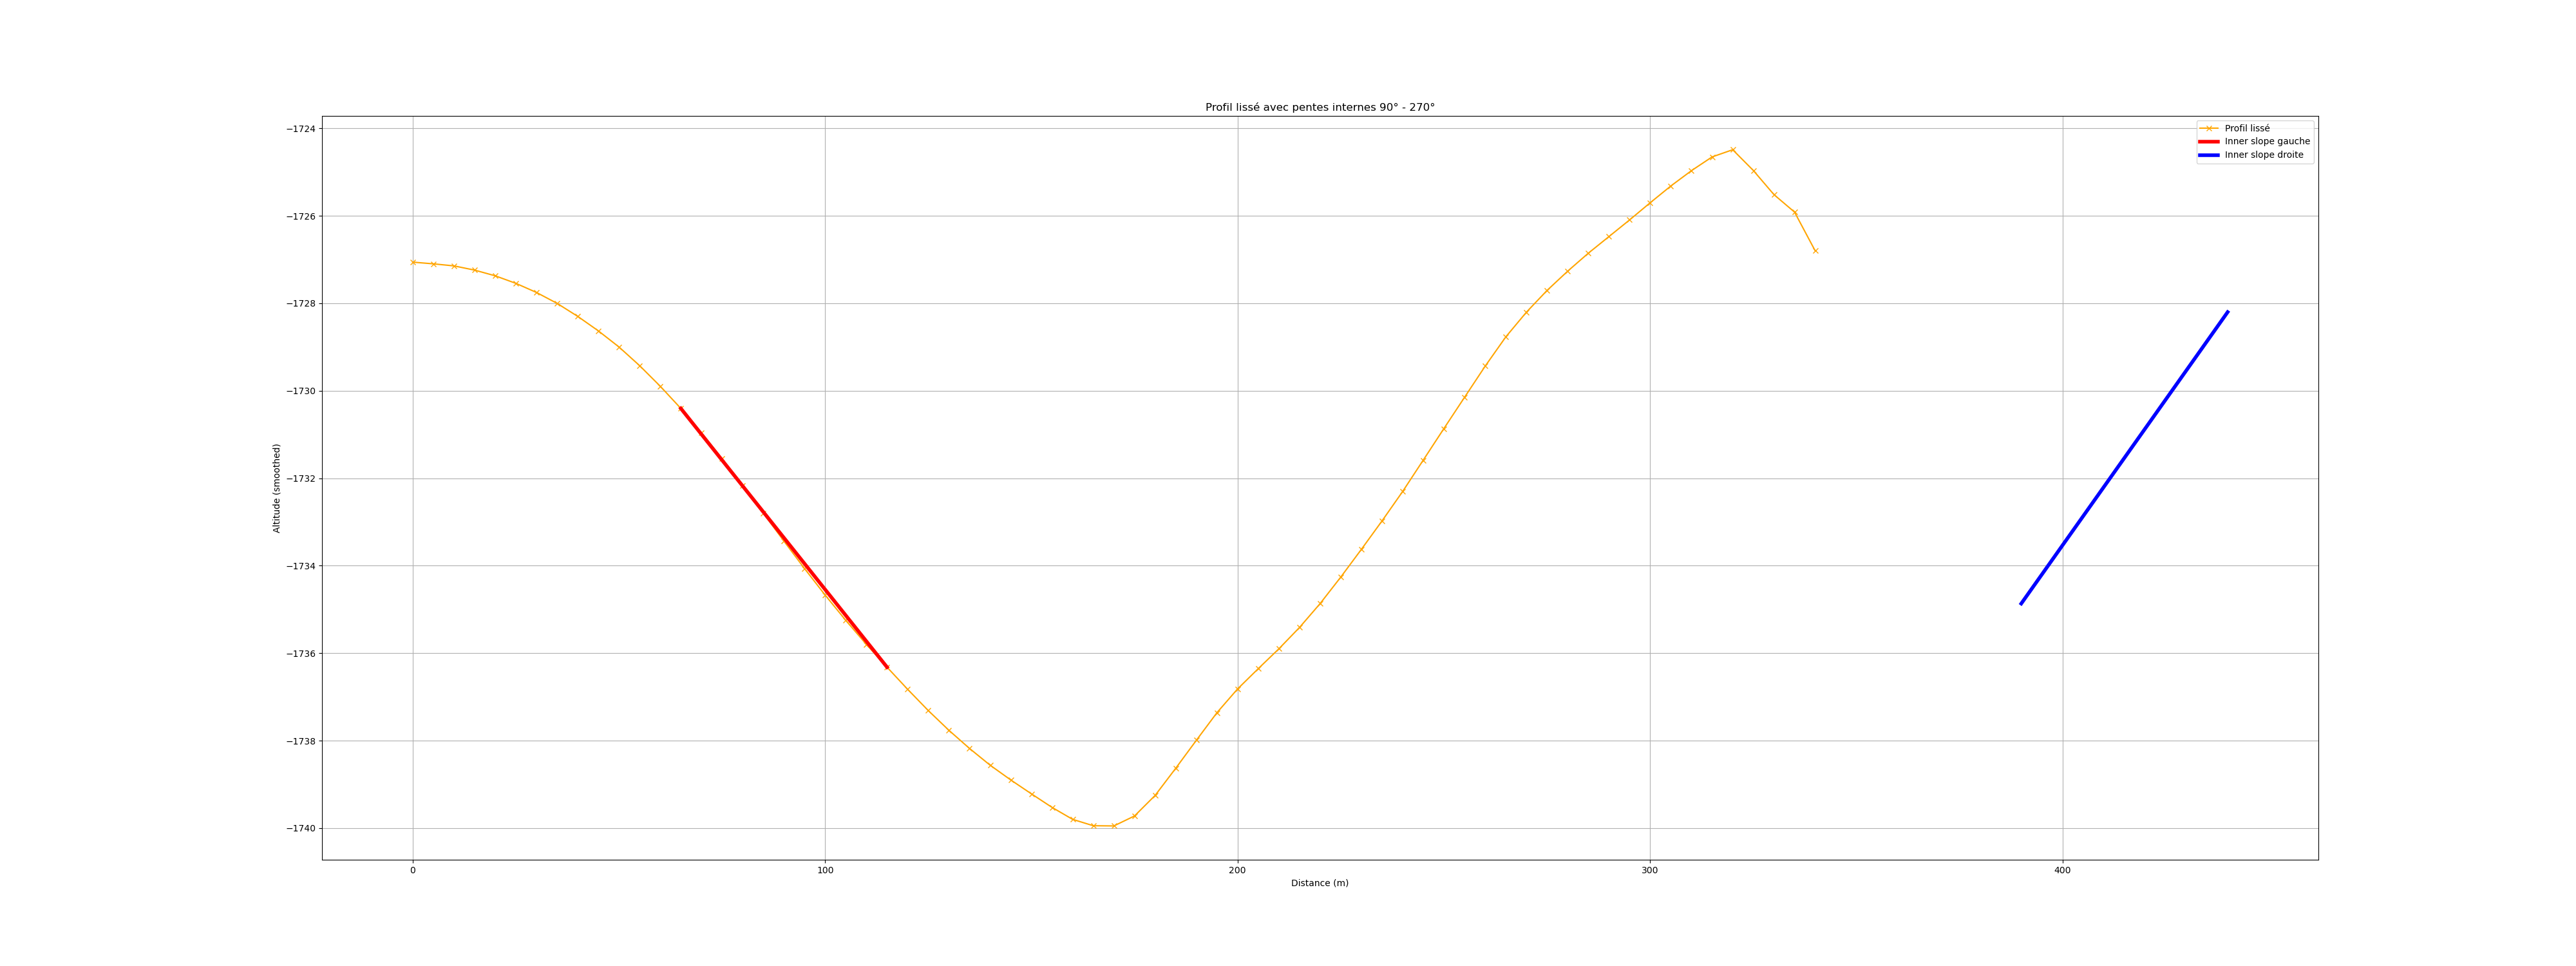 Profil lissé avec pentes internes 90° - 270°
Profil lissé
Inner slope gauche
Inner slope droite
−1724
−1726
−1728
−1730
−1732
−1734
−1736
−1738
−1740
Altitude (smoothed)
0 100 200 300 400
Distance (m)